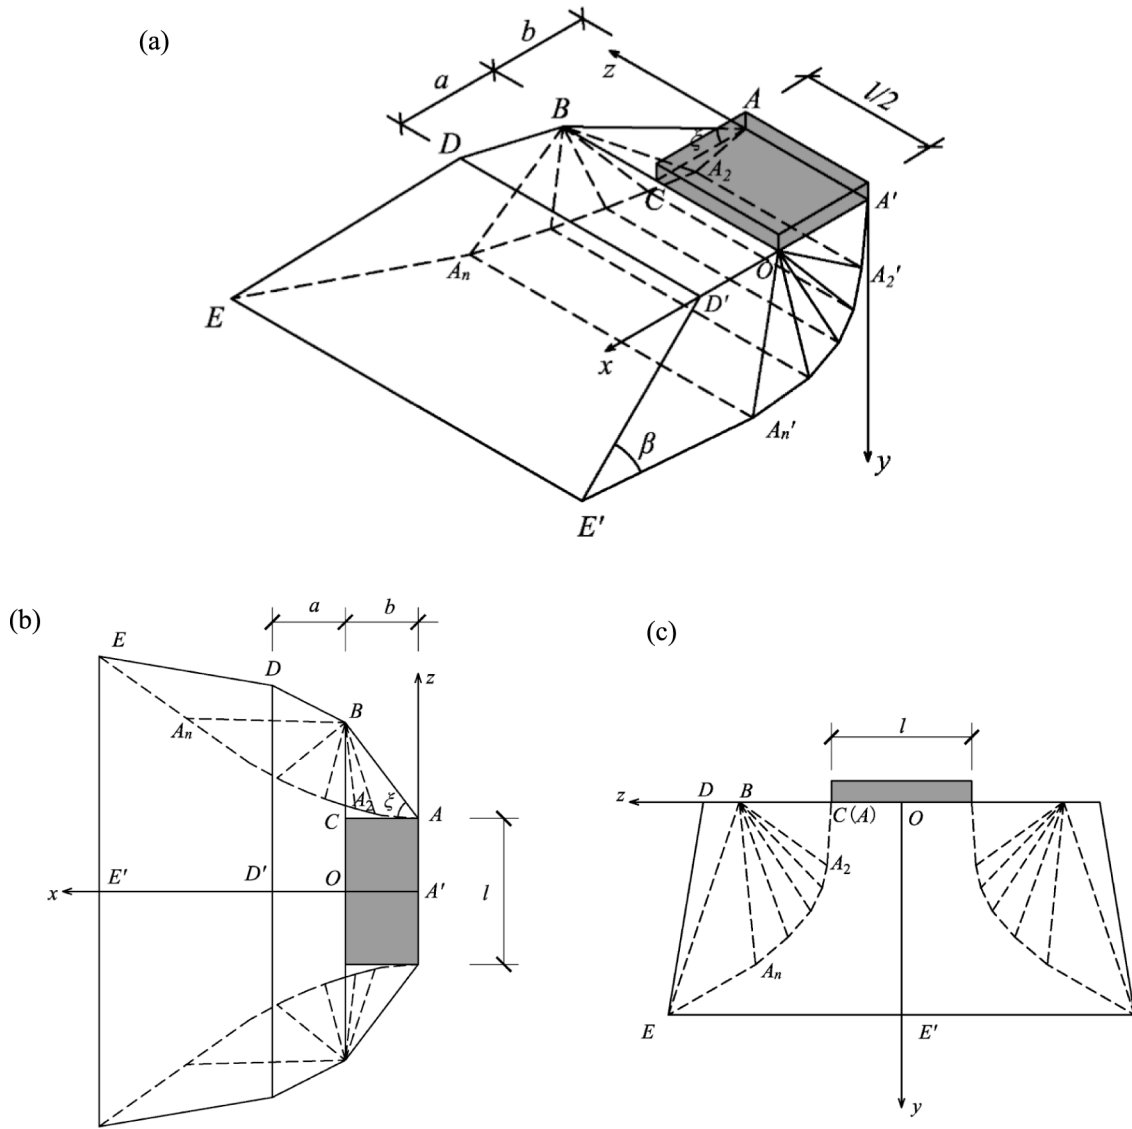 (a)
b
a
z
l/2
B
A
D
ξ
A2
C
A'
An
O
A2'
E
D'
x
An'
β
y
E'
(b)
a
b
E
D
z
B
An
A2
ξ
C
A
x
E'
D'
O
A'
l
(c)
l
D
B
z
C(A)
O
A2
An
E
E'
y